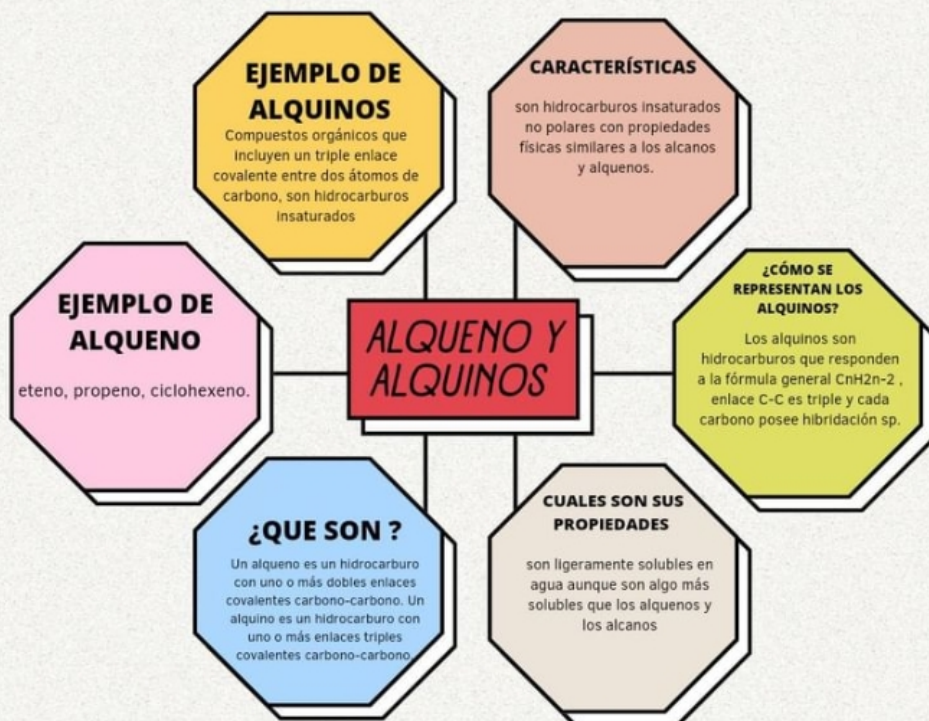 EJEMPLO DE
ALQUINOS
Compuestos orgánicos que
incluyen un triple enlace
covalente entre dos átomos de
carbono, son hidrocarburos
insaturados
CARACTERÍSTICAS
son hidrocarburos insaturados
no polares con propiedades
físicas similares a los alcanos
y alquenos.
EJEMPLO DE
ALQUENO
eteno, propeno, ciclohexeno.
ALQUENO Y
ALQUINOS
¿CÓMO SE
REPRESENTAN LOS
ALQUINOS?
Los alquinos son
hidrocarburos que responden
a la fórmula general CnH2n-2 ,
enlace C-C es triple y cada
carbono posee hibridación sp.
¿QUE SON ?
Un alqueno es un hidrocarburo
con uno o más dobles enlaces
covalentes carbono-carbono. Un
alquino es un hidrocarburo con
uno o más enlaces triples
covalentes carbono-carbono.
CUALES SON SUS
PROPIEDADES
son ligeramente solubles en
agua aunque son algo más
solubles que los alquenos y
los alcanos